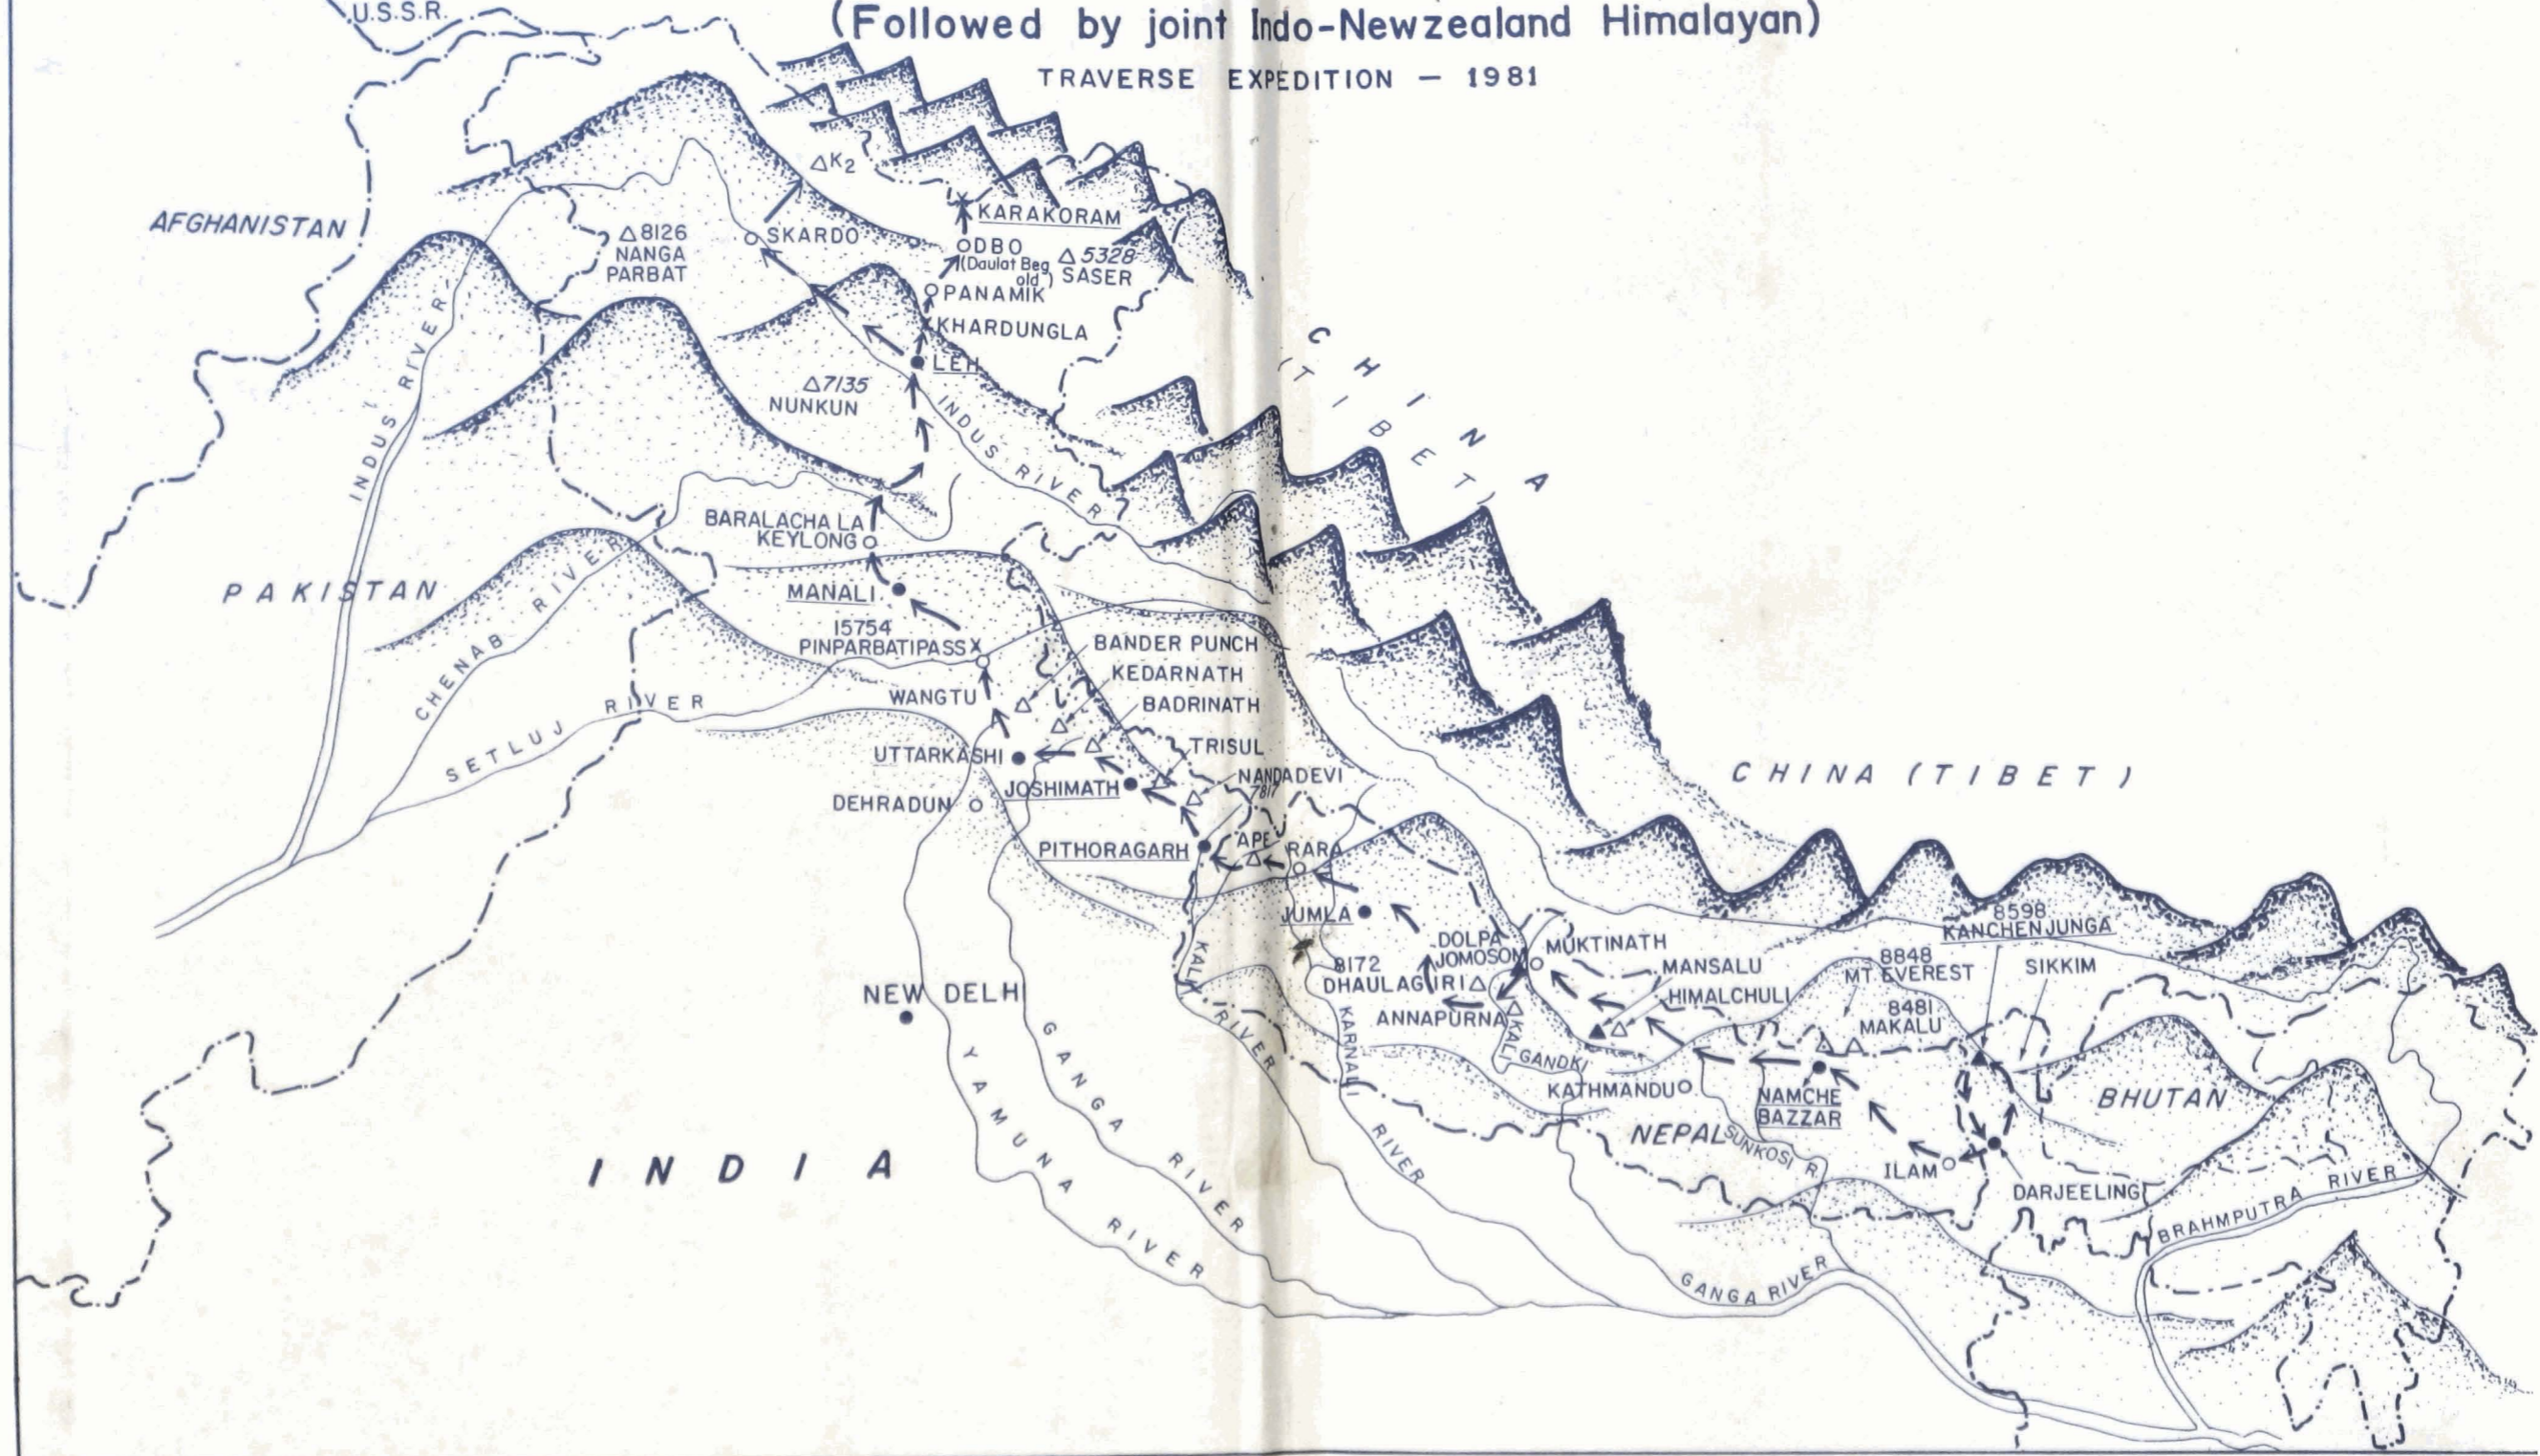 U.S.S.R.
(Followed by joint Indo-Newzealand Himalayan)
TRAVERSE EXPEDITION – 1981
K2
AFGHANISTAN
KARAKORAM
8126
NANGA
PARBAT
SKARDO
DBO
(Daulat Beg
old)
5328
SASER
PANAMIK
KHARDUNGLA
LEH
INDUS RIVER
7135
NUNKUN
INDUS RIVER
CHINA
(TIBET)
BARALACHA LA
KEYLONG
PAKISTAN
MANALI
CHENAB RIVER
15754
PINPARBATIPASS X
BANDER PUNCH
KEDARNATH
WANGTU
BADRINATH
SETLUJ RIVER
UTTARKASHI
TRISUL
JOSHIMATH
NANDADEVI
7817
CHINA (TIBET)
DEHRADUN
PITHORAGARH
APE
RARA
JUMLA
8598
KANCHENJUNGA
DOLPA
JOMOSOM
MUKTINATH
8172
DHAULAGIRI
MANSALU
8848
MT EVEREST
SIKKIM
KALI RIVER
NEW DELHI
HIMALCHULI
ANNAPURNA
8481
MAKALU
KALI
GANDKI
KARNALI RIVER
KATHMANDU
NAMCHE
BAZZAR
BHUTAN
YAMUNA RIVER
GANGA RIVER
NEPAL
SUNKOSI R.
INDIA
ILAM
DARJEELING
BRAHMPUTRA RIVER
GANGA RIVER